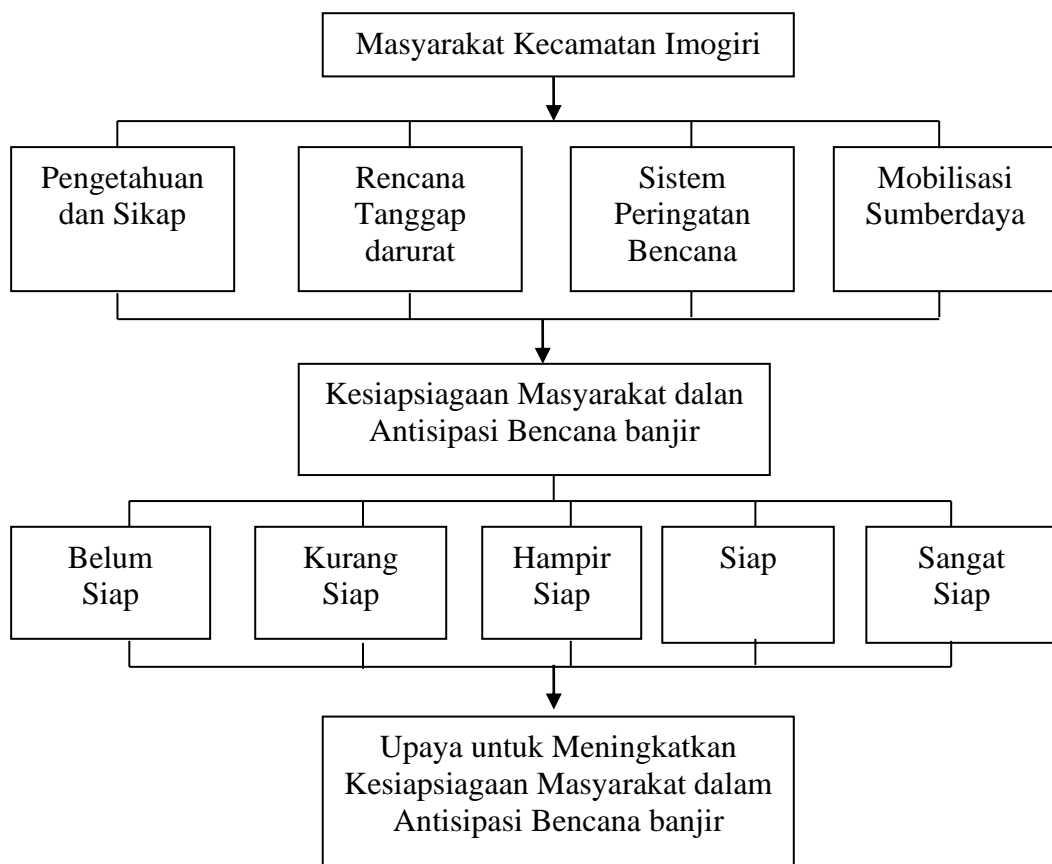 Masyarakat Kecamatan Imogiri
Pengetahuan
dan Sikap
Rencana
Tanggap
darurat
Sistem
Peringatan
Bencana
Mobilisasi
Sumberdaya
Kesiapsiagaan Masyarakat dalan
Antisipasi Bencana banjir
Belum
Siap
Kurang
Siap
Hampir
Siap
Siap
Sangat
Siap
Upaya untuk Meningkatkan
Kesiapsiagaan Masyarakat dalam
Antisipasi Bencana banjir